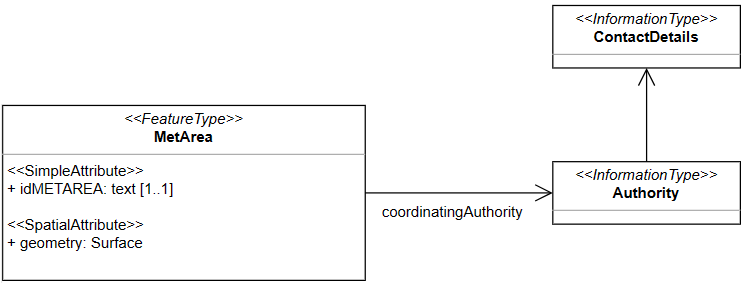 <<InformationType>>
ContactDetails
<<FeatureType>>
MetArea
<<SimpleAttribute>>
+ idMETAREA: text [1..1]
<<SpatialAttribute>>
+ geometry: Surface
coordinatingAuthority
<<InformationType>>
Authority